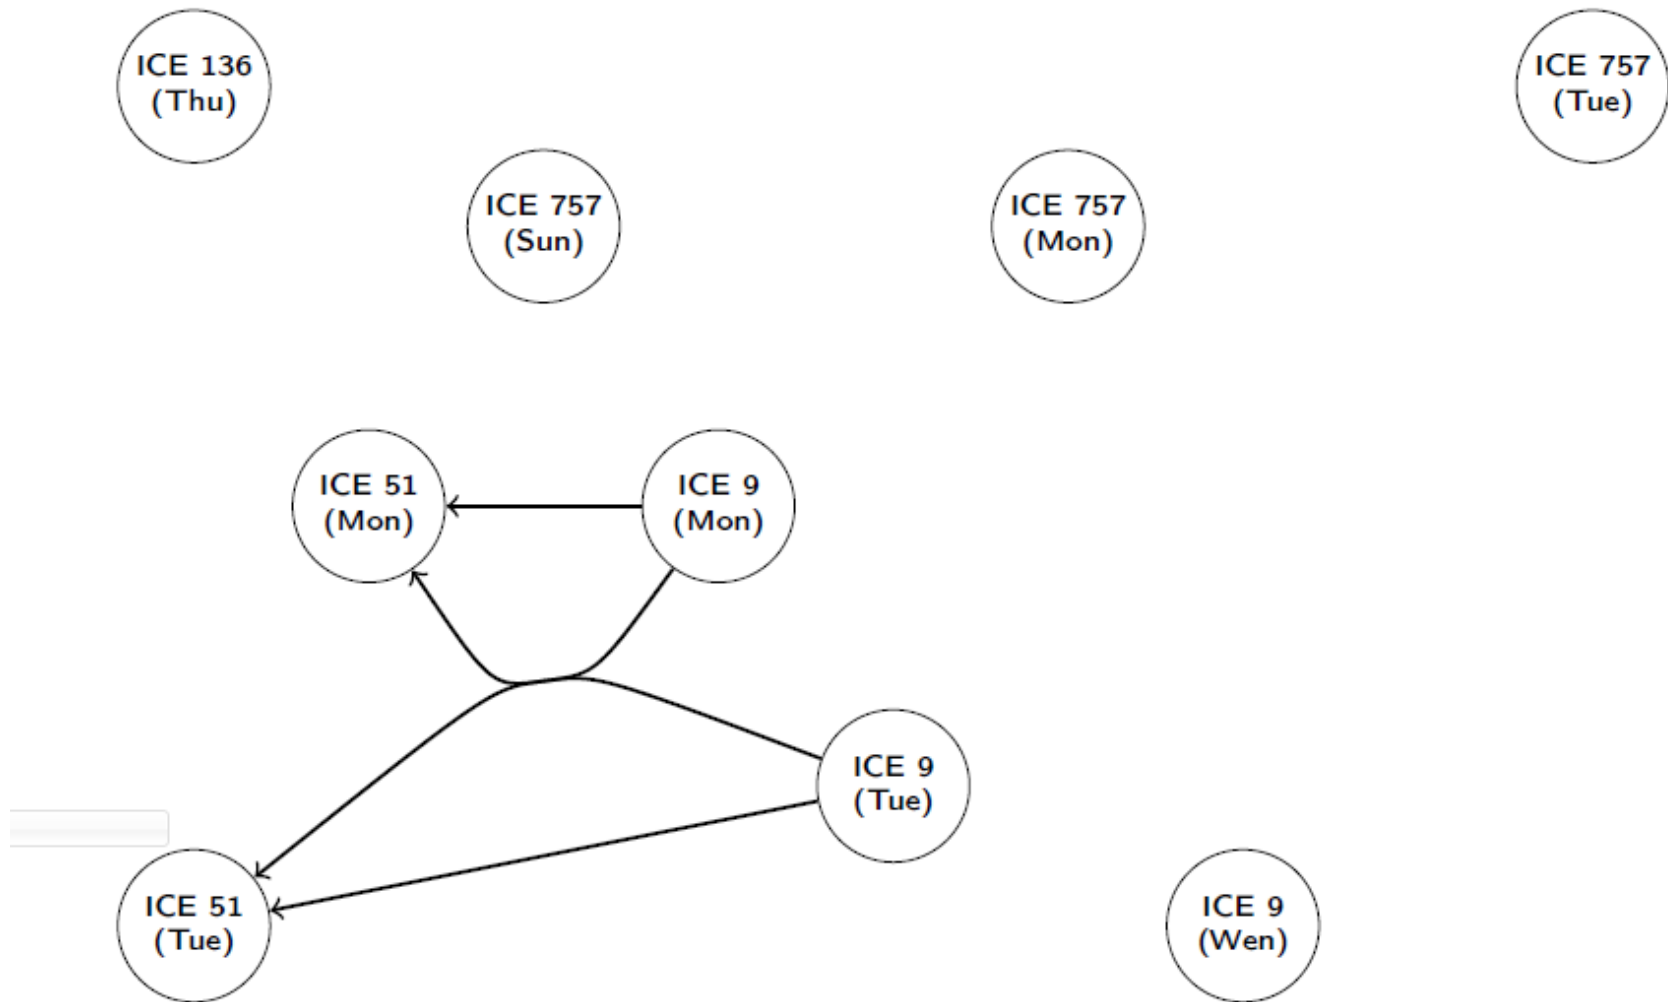 ICE 136
(Thu)
ICE 757
(Tue)
ICE 757
(Sun)
ICE 757
(Mon)
ICE 51
(Mon)
ICE 9
(Mon)
ICE 9
(Tue)
ICE 51
(Tue)
ICE 9
(Wen)